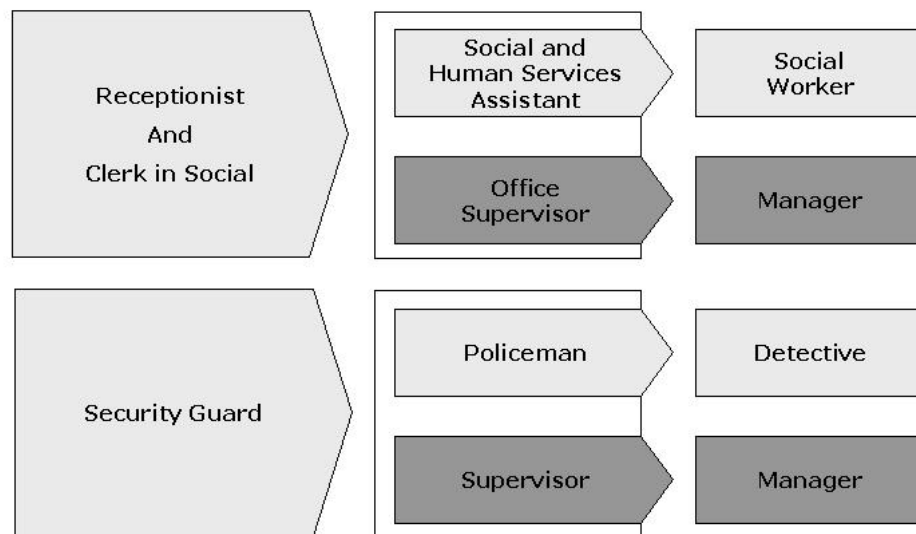 Receptionist
And
Clerk in Social
Social and
Human Services
Assistant
Social
Worker
Office
Supervisor
Manager
Security Guard
Policeman
Detective
Supervisor
Manager